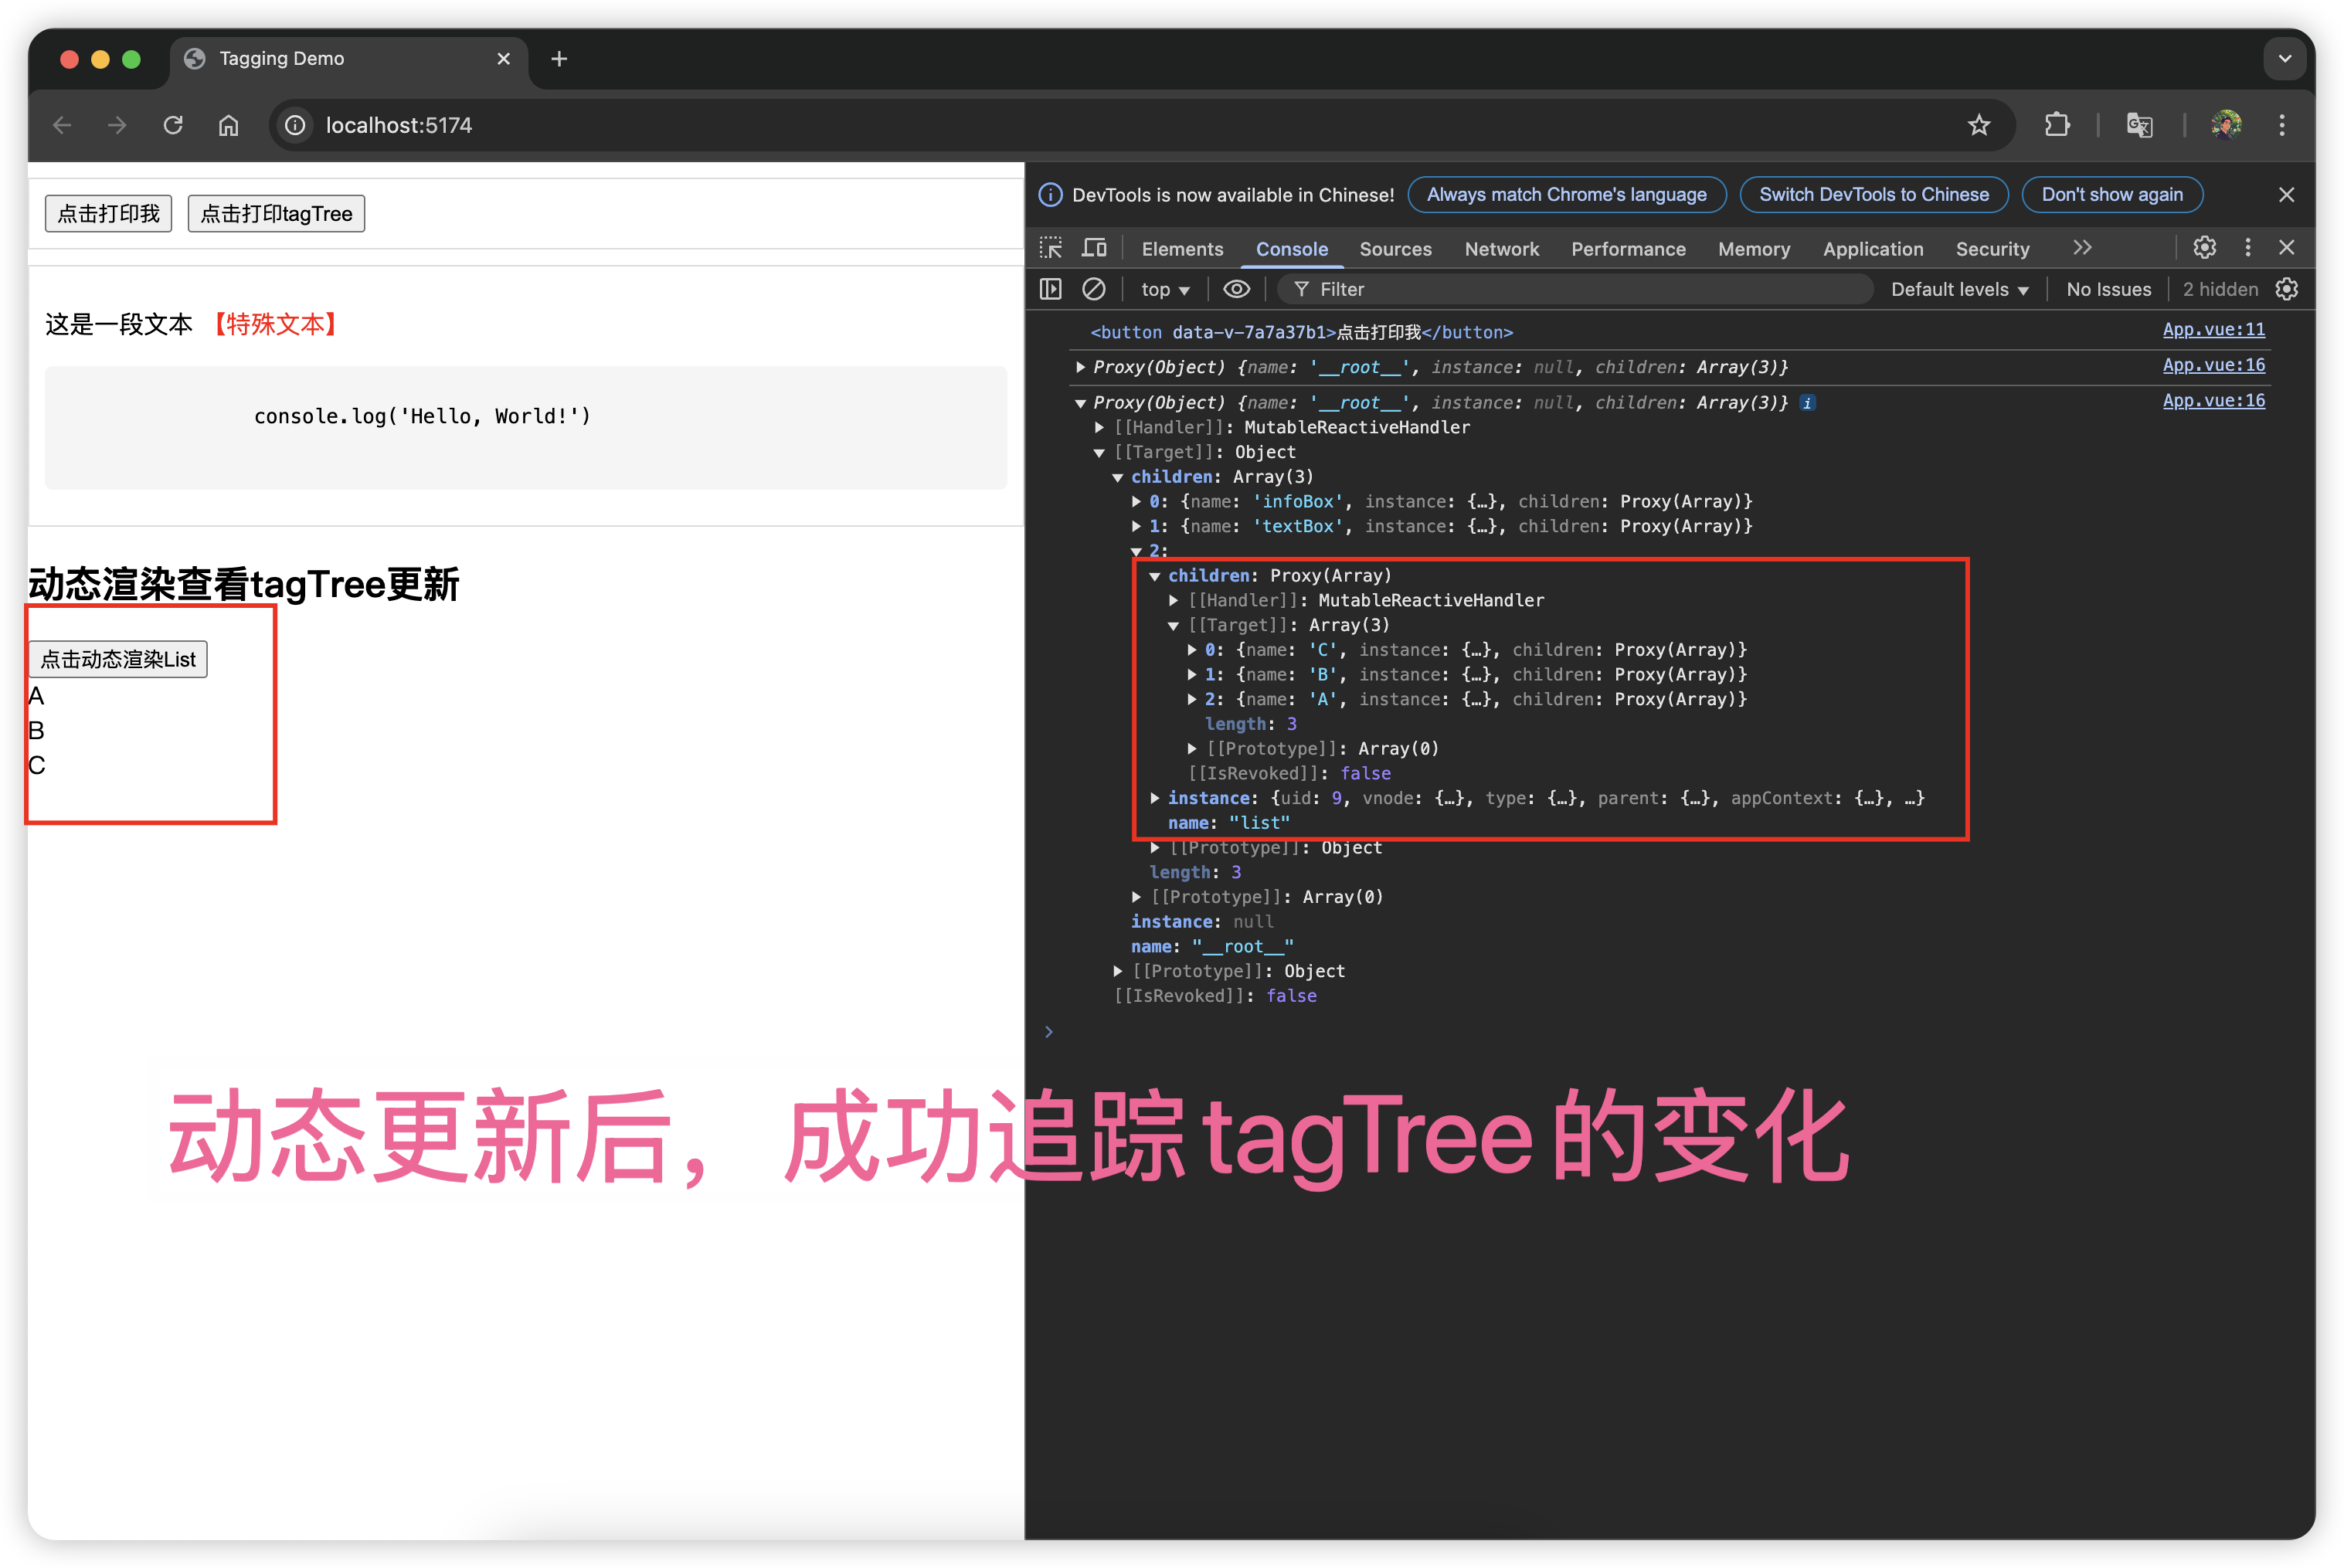 Tagging Demo
localhost:5174
点击打印我 点击打印tagTree
这是一段文本 【特殊文本】
console.log('Hello, World!')
动态渲染查看tagTree更新
点击动态渲染List
A
B
C
DevTools is now available in Chinese! Always match Chrome's language Switch DevTools to Chinese Don't show again
Elements Console Sources Network Performance Memory Application Security
top Filter Default levels No Issues 2 hidden
<button data-v-7a7a37b1>点击打印我</button> App.vue:11
Proxy(Object) {name: '__root__', instance: null, children: Array(3)} App.vue:16
Proxy(Object) {name: '__root__', instance: null, children: Array(3)} i App.vue:16
[[Handler]]: MutableReactiveHandler
[[Target]]: Object
children: Array(3)
0: {name: 'infoBox', instance: {…}, children: Proxy(Array)}
1: {name: 'textBox', instance: {…}, children: Proxy(Array)}
2:
children: Proxy(Array)
[[Handler]]: MutableReactiveHandler
[[Target]]: Array(3)
0: {name: 'C', instance: {…}, children: Proxy(Array)}
1: {name: 'B', instance: {…}, children: Proxy(Array)}
2: {name: 'A', instance: {…}, children: Proxy(Array)}
length: 3
[[Prototype]]: Array(0)
[[IsRevoked]]: false
instance: {uid: 9, vnode: {…}, type: {…}, parent: {…}, appContext: {…}, …}
name: "list"
[[Prototype]]: Object
length: 3
[[Prototype]]: Array(0)
instance: null
name: "__root__"
[[Prototype]]: Object
[[IsRevoked]]: false
动态更新后，成功追踪tagTree的变化